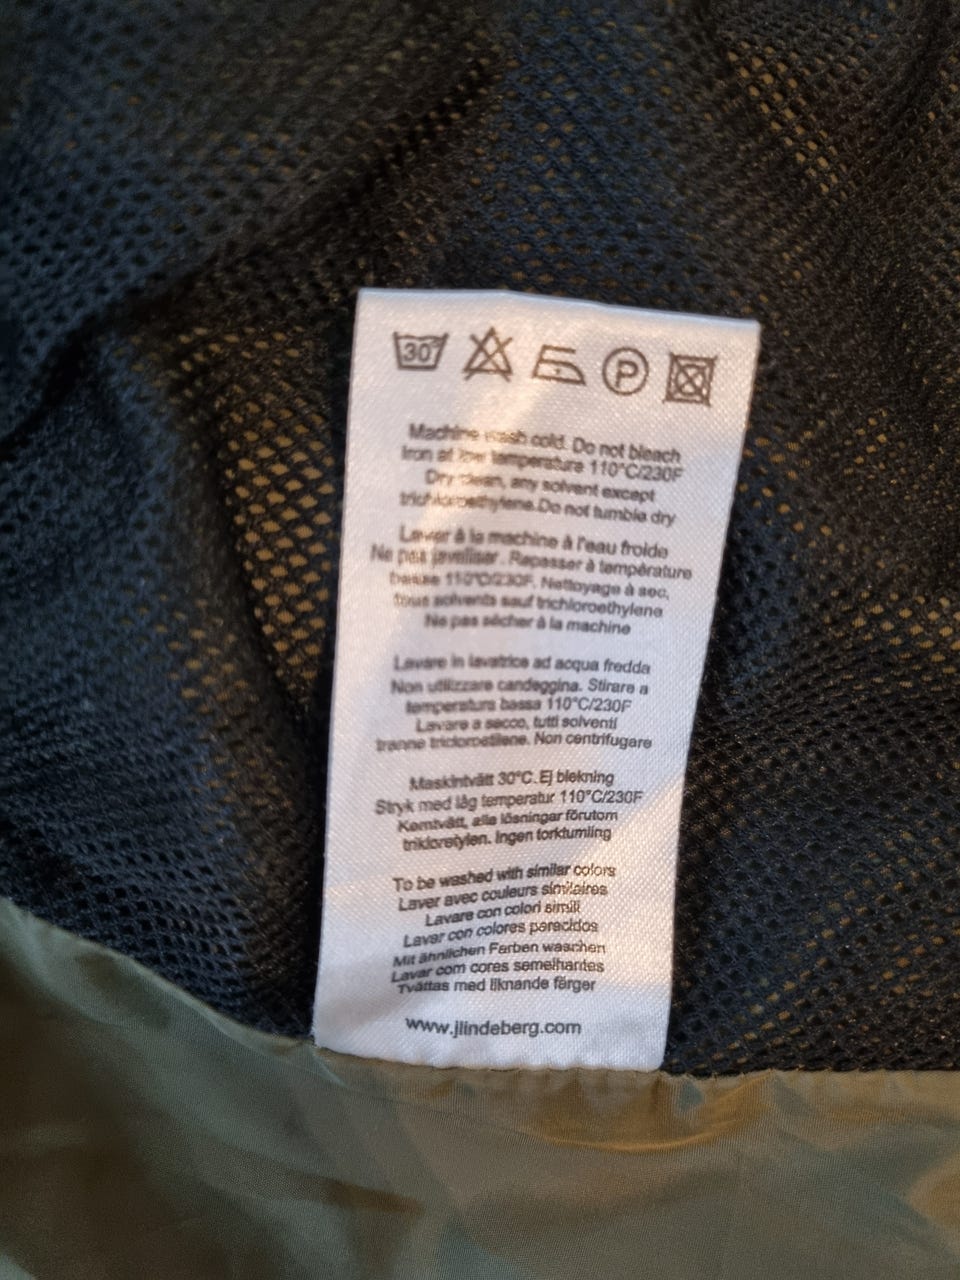 30 P
Machine wash cold. Do not bleach
Iron at low temperature 110°C/230F
Dry clean, any solvent except
trichloroethylene.Do not tumble dry
Laver à la machine à l'eau froide
Ne pas javelliser. Repasser à température
basse 110°C/230F. Nettoyage à sec,
tous solvents sauf trichloroethylene
Ne pas sécher à la machine
Lavare in lavatrice ad acqua fredda
Non utilizzare candeggina. Stirare a
temperatura bassa 110°C/230F
Lavare a secco, tutti solventi
tranne tricloroetilene. Non centrifugare
Maskintvätt 30°C. Ej blekning
Stryk med låg temperatur 110°C/230F
Kemtvätt, alla lösningar förutom
trikloretylen. Ingen torktumling
To be washed with similar colors
Laver avec couleurs similaires
Lavare con colori simili
Lavar con colores parecidos
Mit ähnlichen Farben waschen
Lavar com cores semelhantes
Tvättas med liknande färger
www.jlindeberg.com